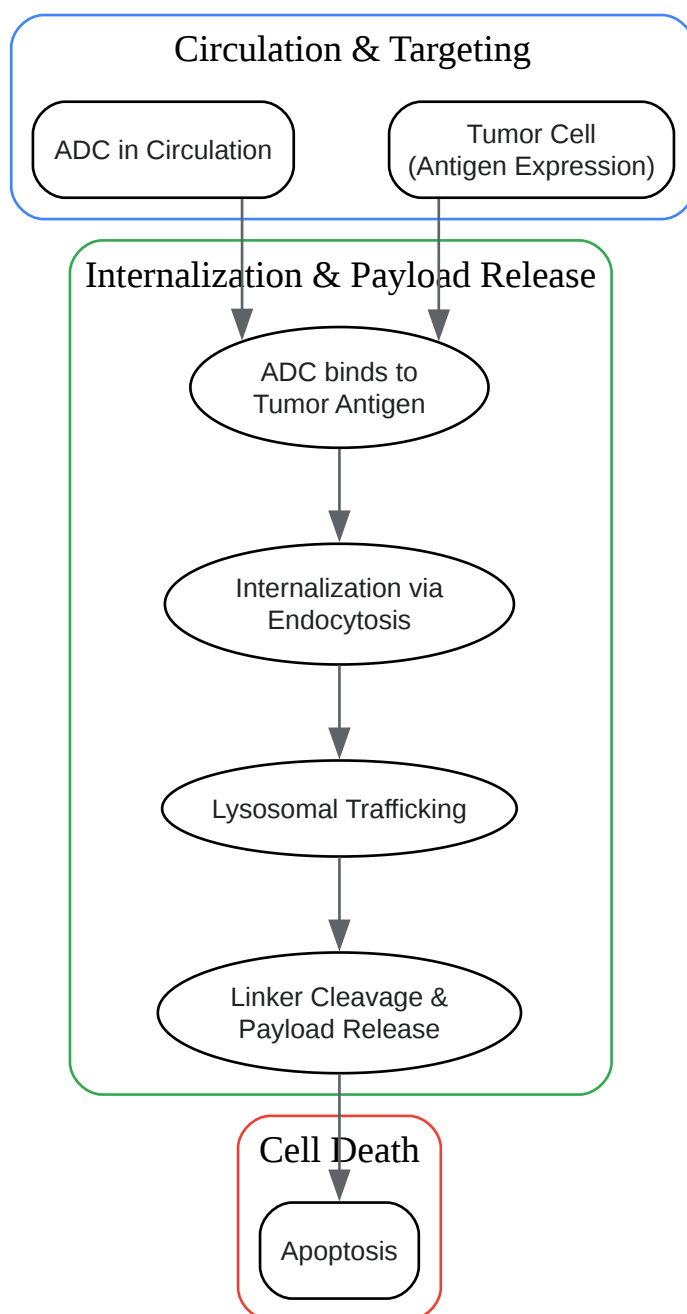 Circulation & Targeting
ADC in Circulation
Tumor Cell
(Antigen Expression)
Internalization & Payload Release
ADC binds to
Tumor Antigen
Internalization via
Endocytosis
Lysosomal Trafficking
Linker Cleavage &
Payload Release
Cell Death
Apoptosis